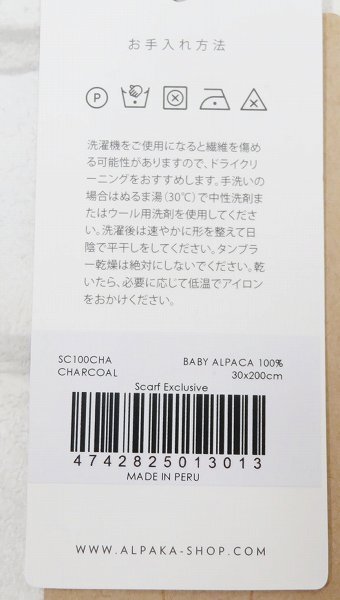 お手入れ方法
P
洗濯機をご使用になると繊維を傷め
る可能性がありますので、ドライクリ
ーニングをおすすめします。手洗いの
場合はぬるま湯(30℃)で中性洗剤ま
たはウール用洗剤を使用してくださ
い。洗濯後は速やかに形を整えて日
陰で平干しをしてください。タンブラ
ー乾燥は絶対にしないでください。乾
いたら、必要に応じて低温でアイロン
をおかけください。
SC100CHA BABY ALPACA 100%
CHARCOAL 30x200cm
Scarf Exclusive
4742825013013
MADE IN PERU
WWW.ALPAKA-SHOP.COM